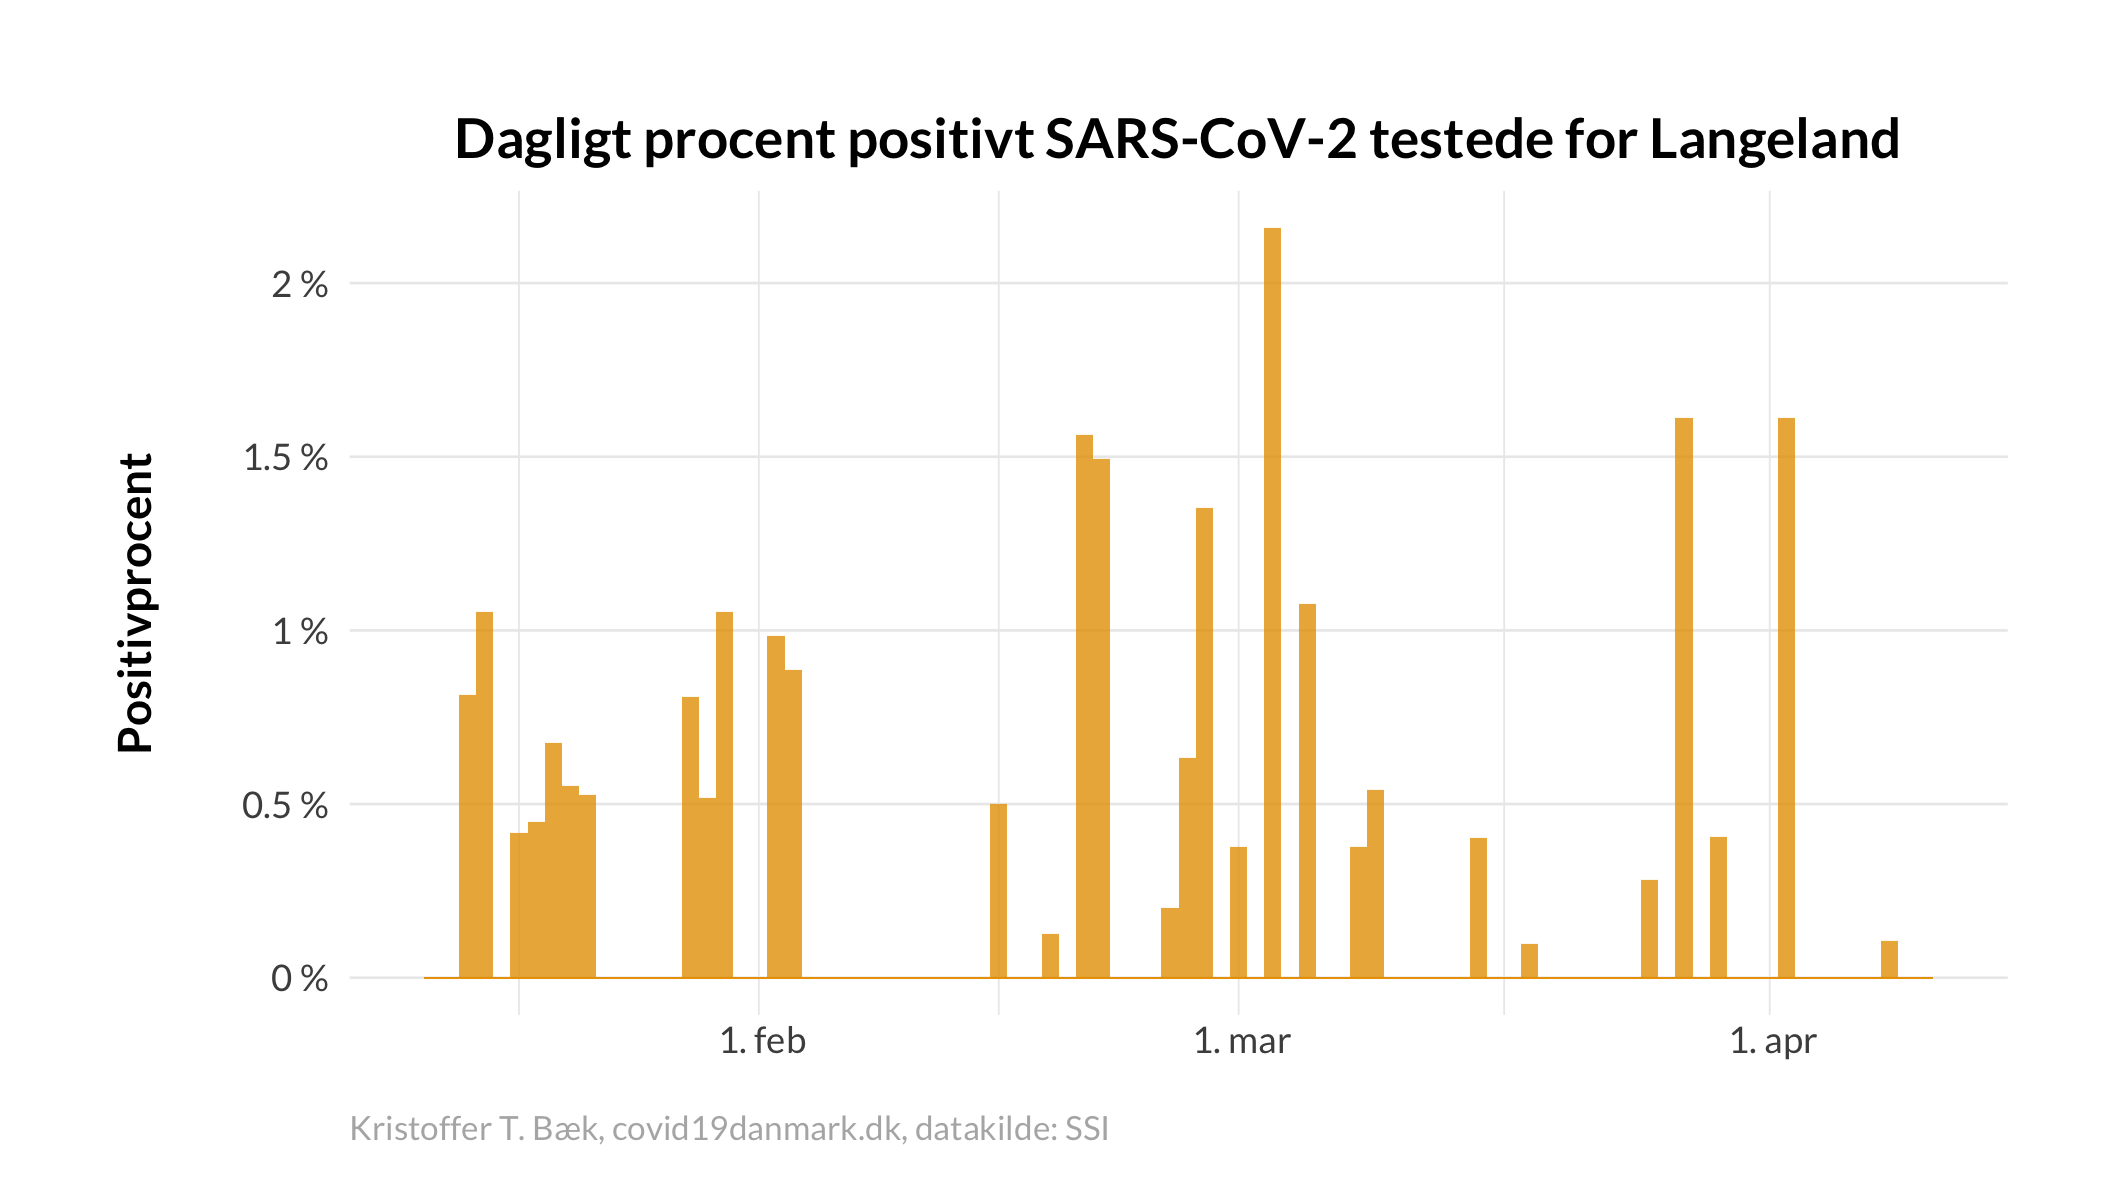 Dagligt procent positivt SARS-CoV-2 testede for Langeland
Positivprocent
2 %
1.5 %
1 %
0.5 %
0 %
1. feb
1. mar
1. apr
Kristoffer T. Bæk, covid19danmark.dk, datakilde: SSI